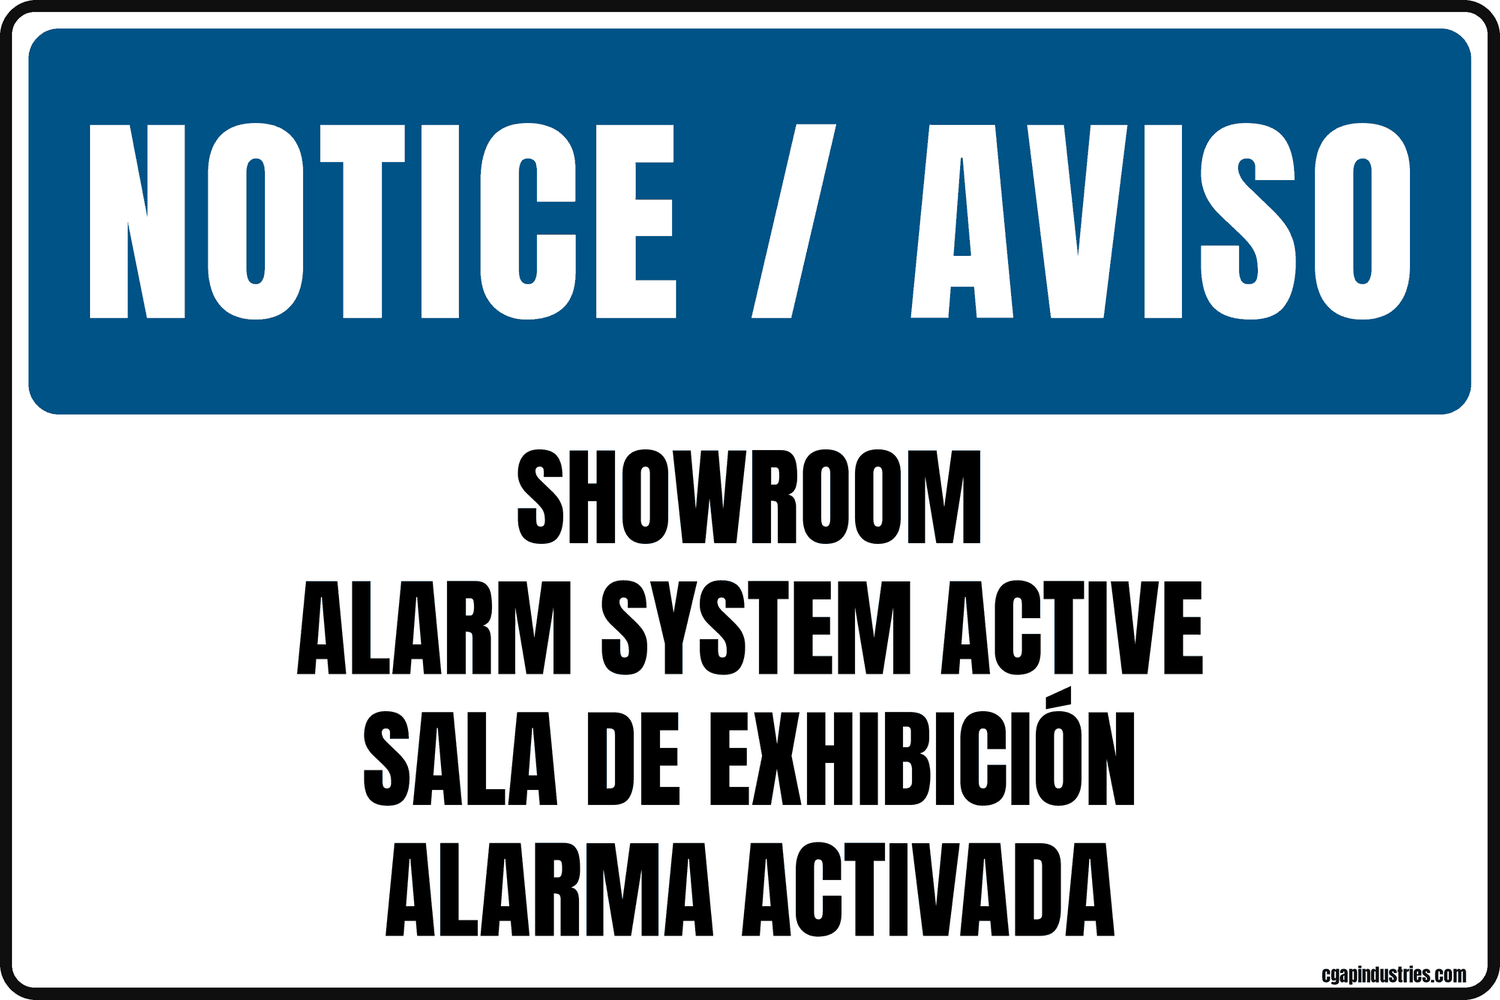 NOTICE / AVISO
SHOWROOM
ALARM SYSTEM ACTIVE
SALA DE EXHIBICIÓN
ALARMA ACTIVADA
cgapindustries.com